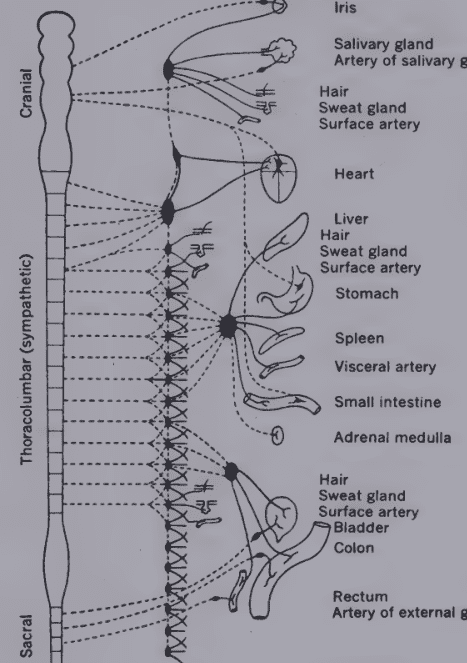 Iris
Salivary gland
Artery of salivary g
Cranial
Hair
Sweat gland
Surface artery
Heart
Liver
Hair
Sweat gland
Surface artery
Stomach
Thoracolumbar (sympathetic)
Spleen
Visceral artery
Small intestine
Adrenal medulla
Hair
Sweat gland
Surface artery
Bladder
Colon
Sacral
Rectum
Artery of external g